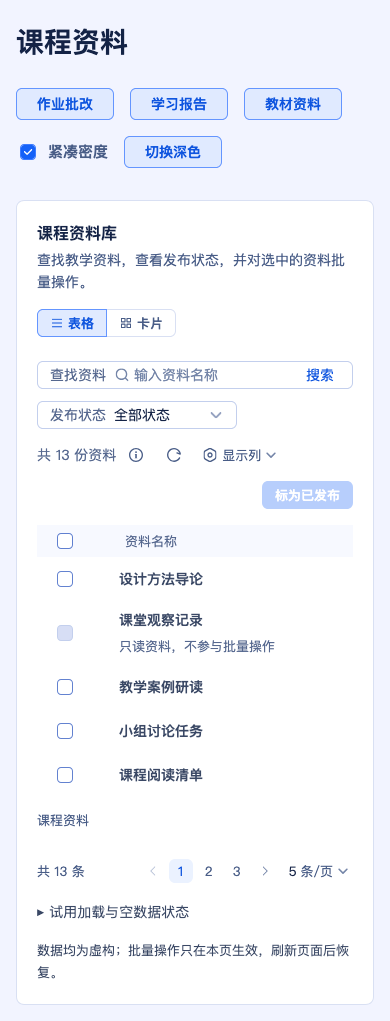 课程资料
作业批改 学习报告 教材资料
紧凑密度 切换深色
课程资料库
查找教学资料，查看发布状态，并对选中的资料批
量操作。
表格 卡片
查找资料 输入资料名称 搜索
发布状态 全部状态
共 13 份资料 显示列
标为已发布
资料名称
设计方法导论
课堂观察记录
只读资料，不参与批量操作
教学案例研读
小组讨论任务
课程阅读清单
课程资料
共 13 条 1 2 3 5 条/页
试用加载与空数据状态
数据均为虚构；批量操作只在本页生效，刷新页面后恢
复。